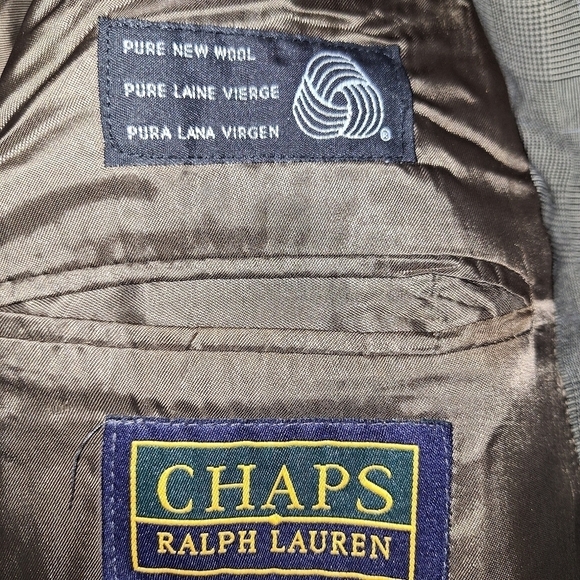 PURE NEW WOOL
PURE LAINE VIERGE
PURA LANA VIRGEN
®
CHAPS
RALPH LAUREN